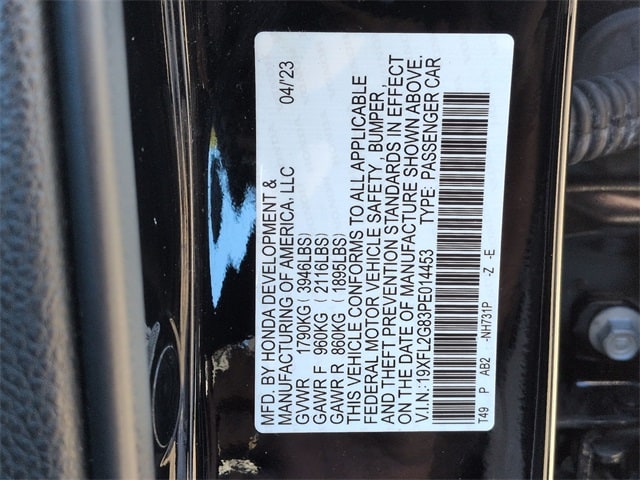 MFD. BY HONDA DEVELOPMENT &
MANUFACTURING OF AMERICA, LLC 04/'23
GVWR 1790KG (3946LBS)
GAWR F 960KG (2116LBS)
GAWR R 860KG (1895LBS)
THIS VEHICLE CONFORMS TO ALL APPLICABLE
FEDERAL MOTOR VEHICLE SAFETY, BUMPER,
AND THEFT PREVENTION STANDARDS IN EFFECT
ON THE DATE OF MANUFACTURE SHOWN ABOVE.
V.I.N.:19XFL2G83PE014453 TYPE: PASSENGER CAR
T49 P AB2 -NH731P -Z -E